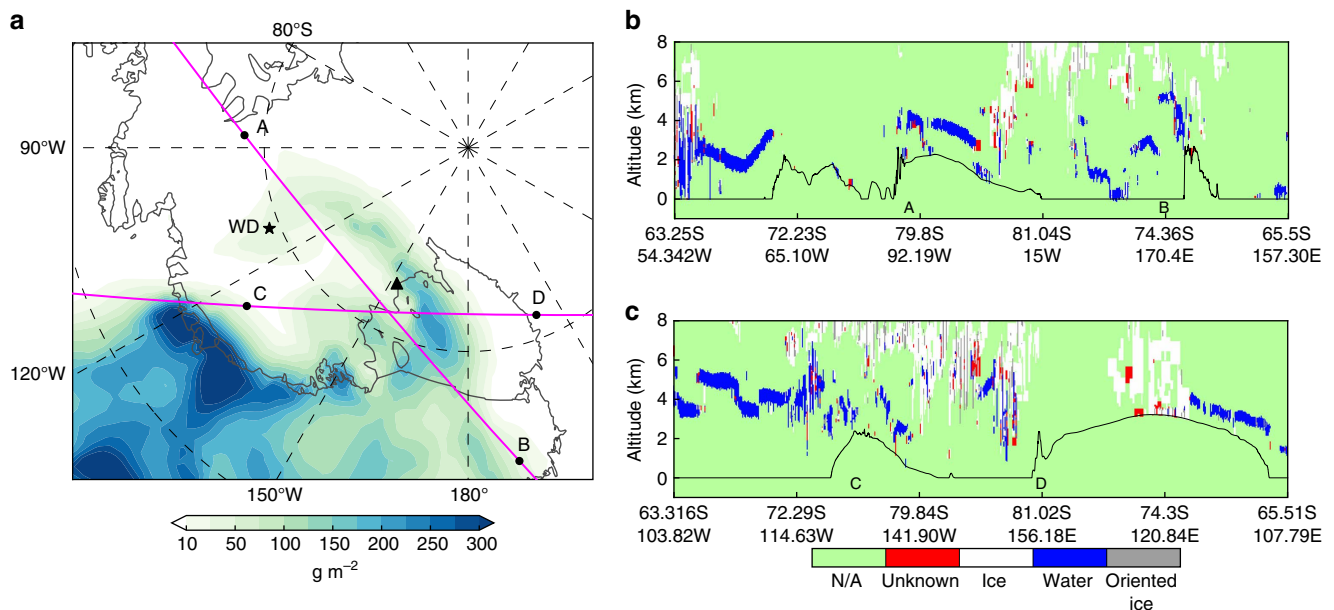 a
80°S
90°W
120°W
150°W
180°
A
WD
C
D
B
10 50 100 150 200 250 300
g m⁻²
b
Altitude (km)
8
6
4
2
0
A
B
63.25S 72.23S 79.8S 81.04S 74.36S 65.5S
54.342W 65.10W 92.19W 15W 170.4E 157.30E
c
Altitude (km)
8
6
4
2
0
C
D
63.316S 72.29S 79.84S 81.02S 74.3S 65.51S
103.82W 114.63W 141.90W 156.18E 120.84E 107.79E
N/A Unknown Ice Water Oriented
ice